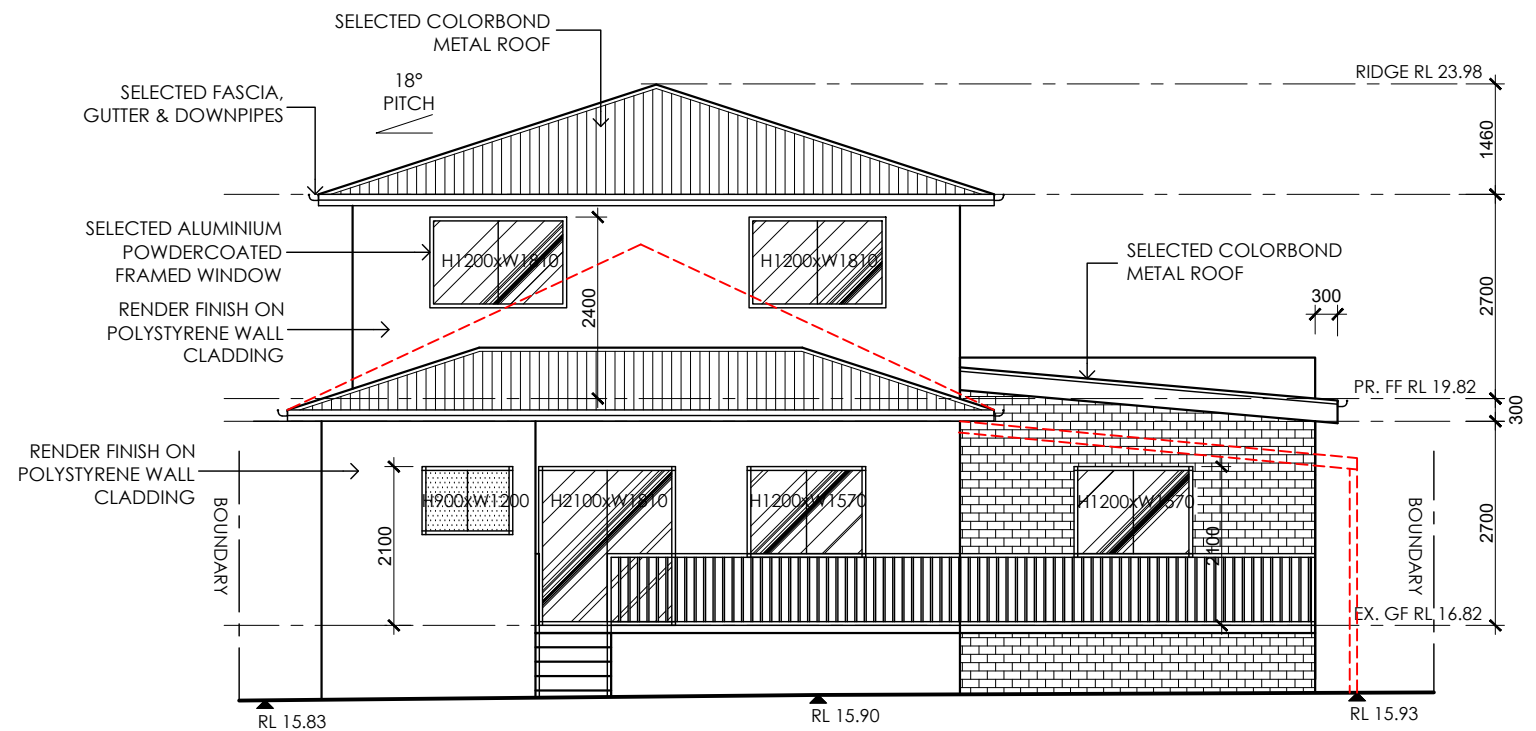 SELECTED COLORBOND
METAL ROOF
RIDGE RL 23.98
18°
PITCH
SELECTED FASCIA,
GUTTER & DOWNPIPES
1460
SELECTED ALUMINIUM
POWDERCOATED
FRAMED WINDOW
H1200xW1810
H1200xW1810
SELECTED COLORBOND
METAL ROOF
2400
300
2700
RENDER FINISH ON
POLYSTYRENE WALL
CLADDING
PR. FF RL 19.82
300
RENDER FINISH ON
POLYSTYRENE WALL
CLADDING
H900xW1200
H2100xW1810
H1200xW1570
H1200xW1570
BOUNDARY
2100
2100
BOUNDARY
2700
EX. GF RL 16.82
RL 15.83
RL 15.90
RL 15.93